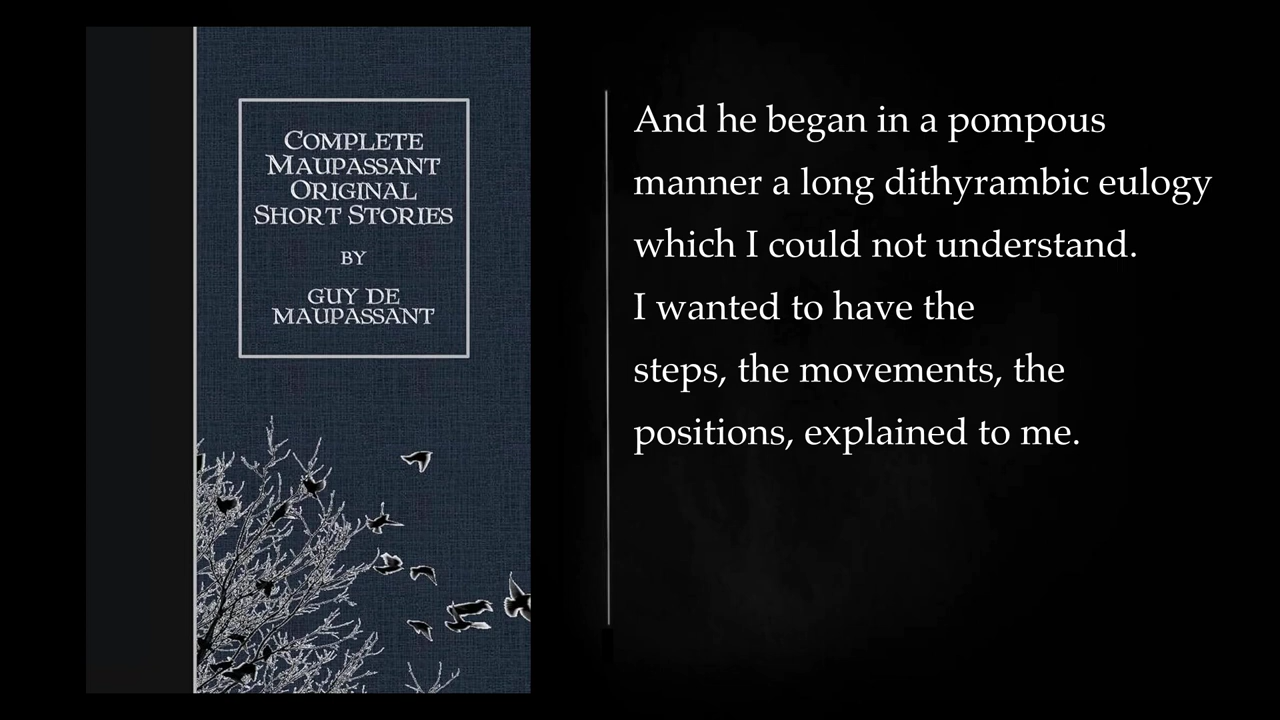 COMPLETE
MAUPASSANT
ORIGINAL
SHORT STORIES
BY
GUY DE
MAUPASSANT
And he began in a pompous
manner a long dithyrambic eulogy
which I could not understand.
I wanted to have the
steps, the movements, the
positions, explained to me.